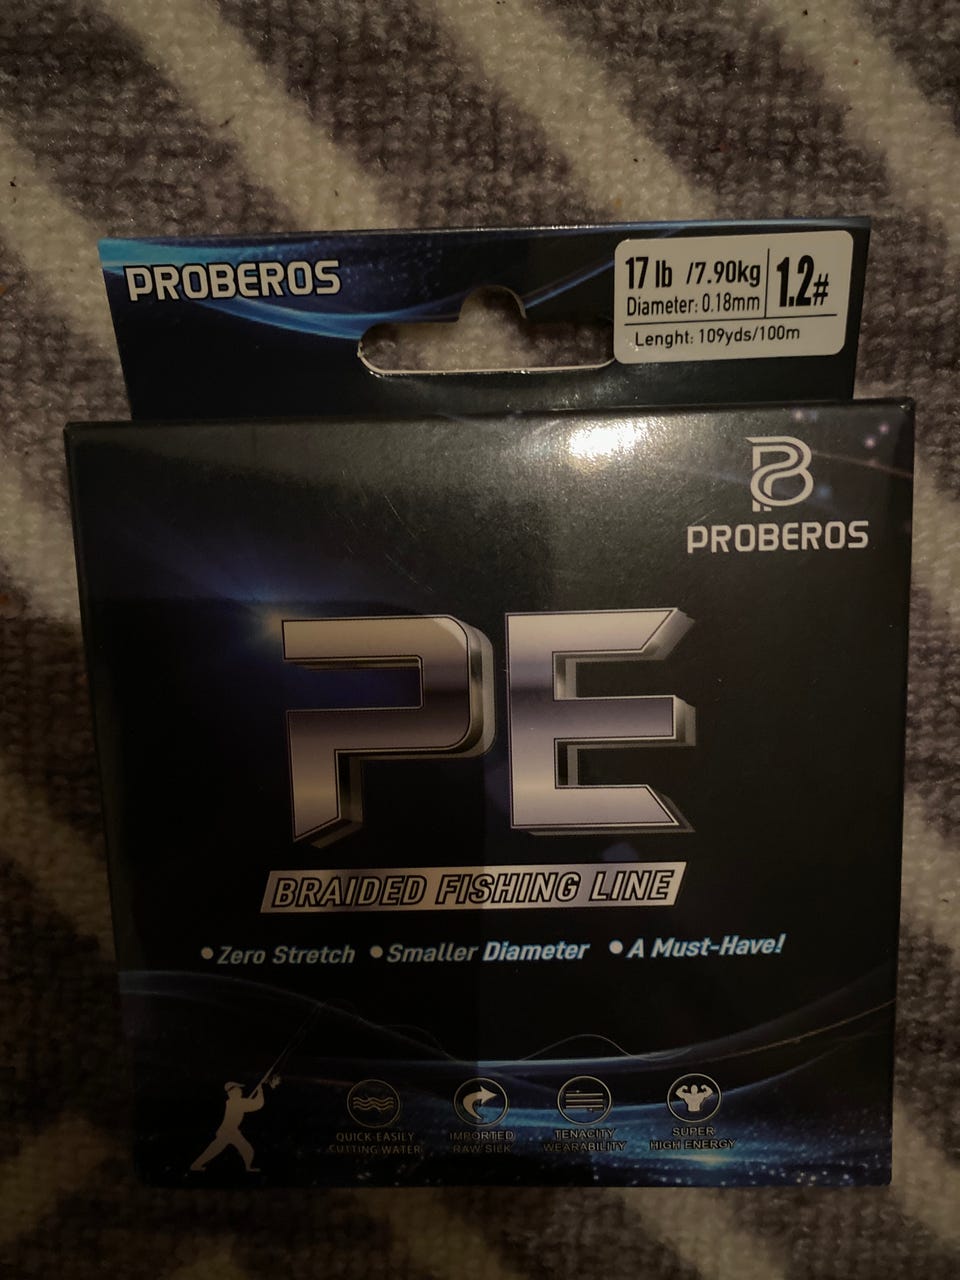 PROBEROS
17 lb /7.90kg
Diameter: 0.18mm
1.2#
Lenght: 109yds/100m
PROBEROS
PE
BRAIDED FISHING LINE
• Zero Stretch • Smaller Diameter • A Must-Have!
QUICK-EASILY
CUTTING WATER
IMPORTED
RAW SILK
TENACITY
WEARABILITY
SUPER
HIGH ENERGY